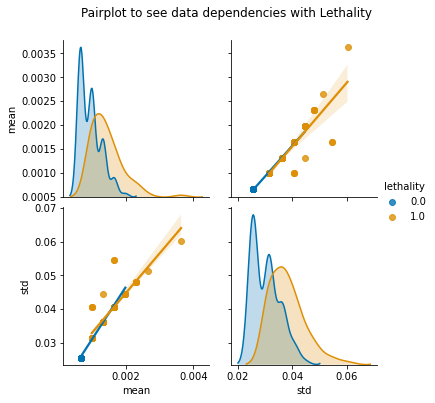 Pairplot to see data dependencies with Lethality
0.0035
0.0030
0.0025
0.0020
0.0015
0.0010
0.0005
mean
lethality
0.0
1.0
0.07
0.06
0.05
0.04
0.03
std
0.002 0.004
mean
0.02 0.04 0.06
std